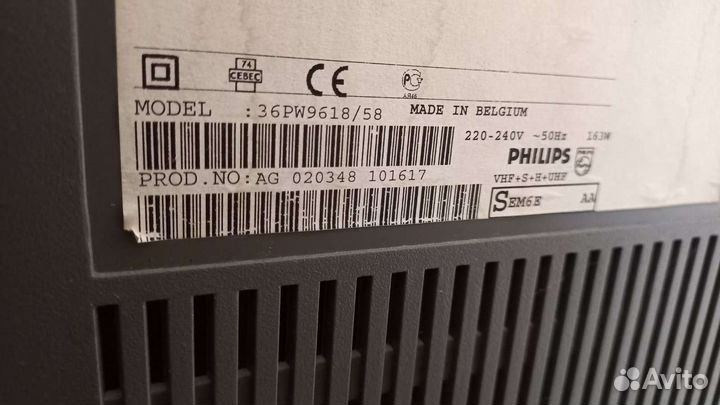 74
CEBEC
CE
MODEL :36PW9618/58 MADE IN BELGIUM
220-240V ~50Hz 163W
PHILIPS
PROD.NO:AG 020348 101617
VHF+S+H+UHF
SEM6E AA
Avito